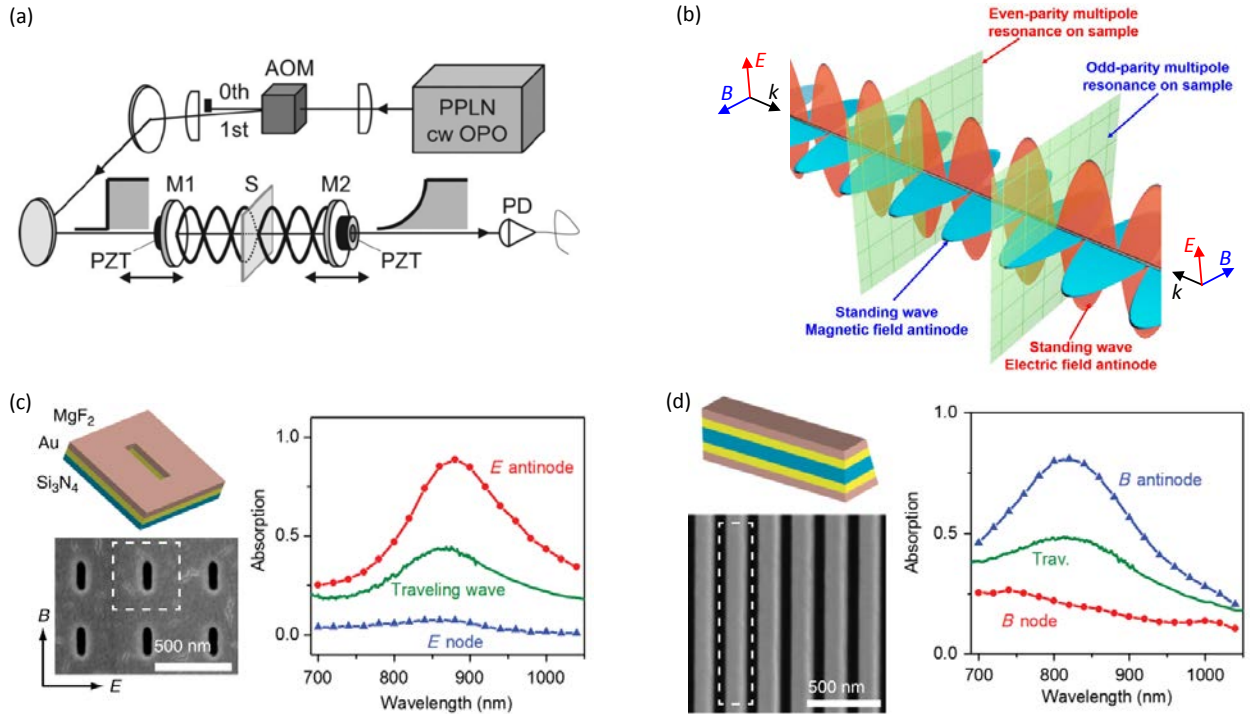 (a)
AOM
0th
1st
PPLN
cw OPO
M1
S
M2
PD
PZT
PZT
(b)
Even-parity multipole
resonance on sample
Odd-parity multipole
resonance on sample
E
B
k
E
B
k
Standing wave
Magnetic field antinode
Standing wave
Electric field antinode
(c)
MgF2
Au
Si3N4
B
E
500 nm
Absorption
1.0
0.5
0.0
E antinode
Traveling wave
E node
700
800
900
1000
Wavelength (nm)
(d)
500 nm
Absorption
1.0
0.5
0.0
B antinode
Trav.
B node
700
800
900
1000
Wavelength (nm)